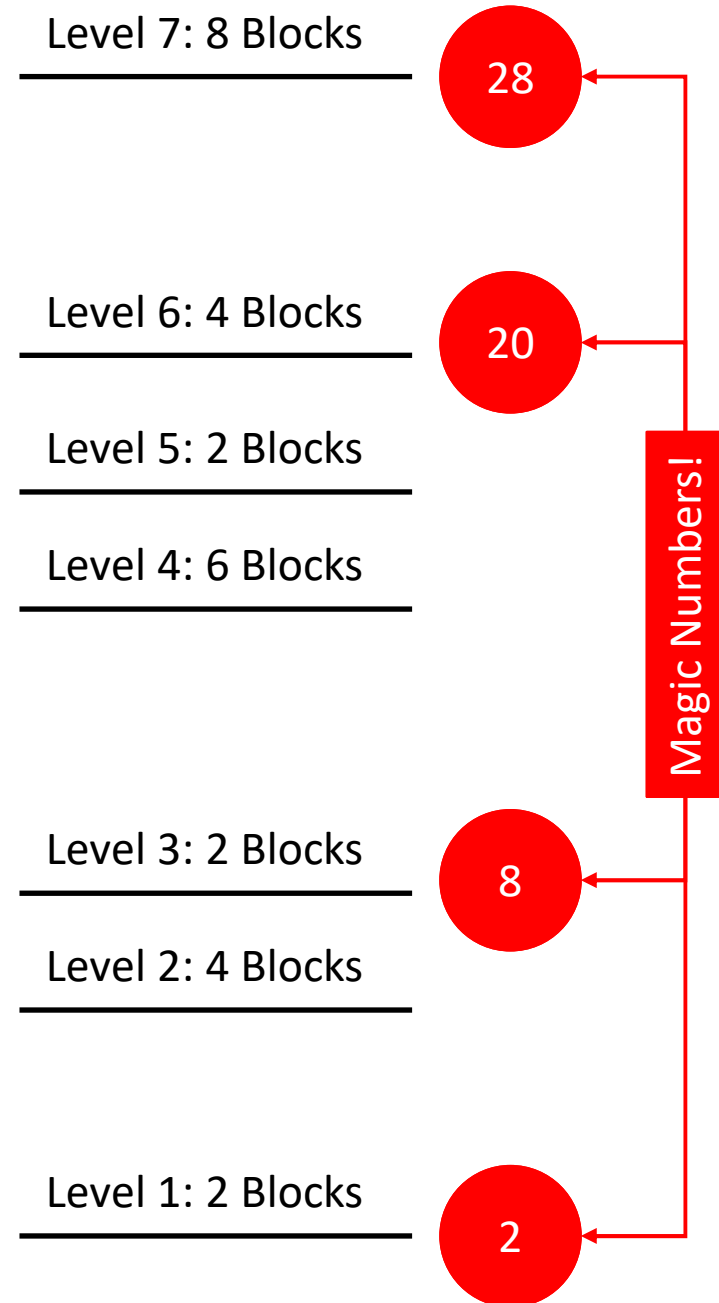 Level 7: 8 Blocks
28
Level 6: 4 Blocks
20
Level 5: 2 Blocks
Magic Numbers!
Level 4: 6 Blocks
Level 3: 2 Blocks
8
Level 2: 4 Blocks
Level 1: 2 Blocks
2